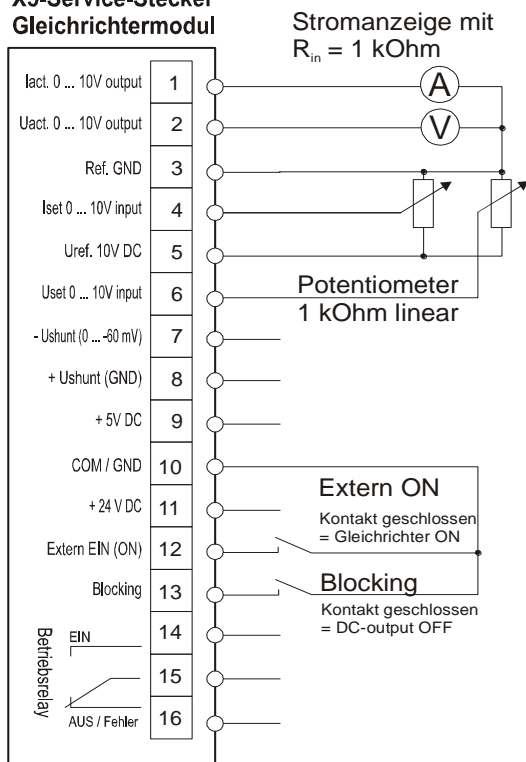 X5-Service-Stecker
Gleichrichtermodul
Stromanzeige mit
Rin = 1 kOhm
Iact. 0 ... 10V output 1
A
Uact. 0 ... 10V output 2
V
Ref. GND 3
Iset 0 ... 10V input 4
Uref. 10V DC 5
Uset 0 ... 10V input 6
Potentiometer
1 kOhm linear
- Ushunt (0 ... -60 mV) 7
+ Ushunt (GND) 8
+ 5V DC 9
COM / GND 10
+ 24 V DC 11
Extern ON
Kontakt geschlossen
= Gleichrichter ON
Extern EIN (ON) 12
Blocking 13
Blocking
Kontakt geschlossen
= DC-output OFF
Betriebsrelay
EIN 14
15
AUS / Fehler 16